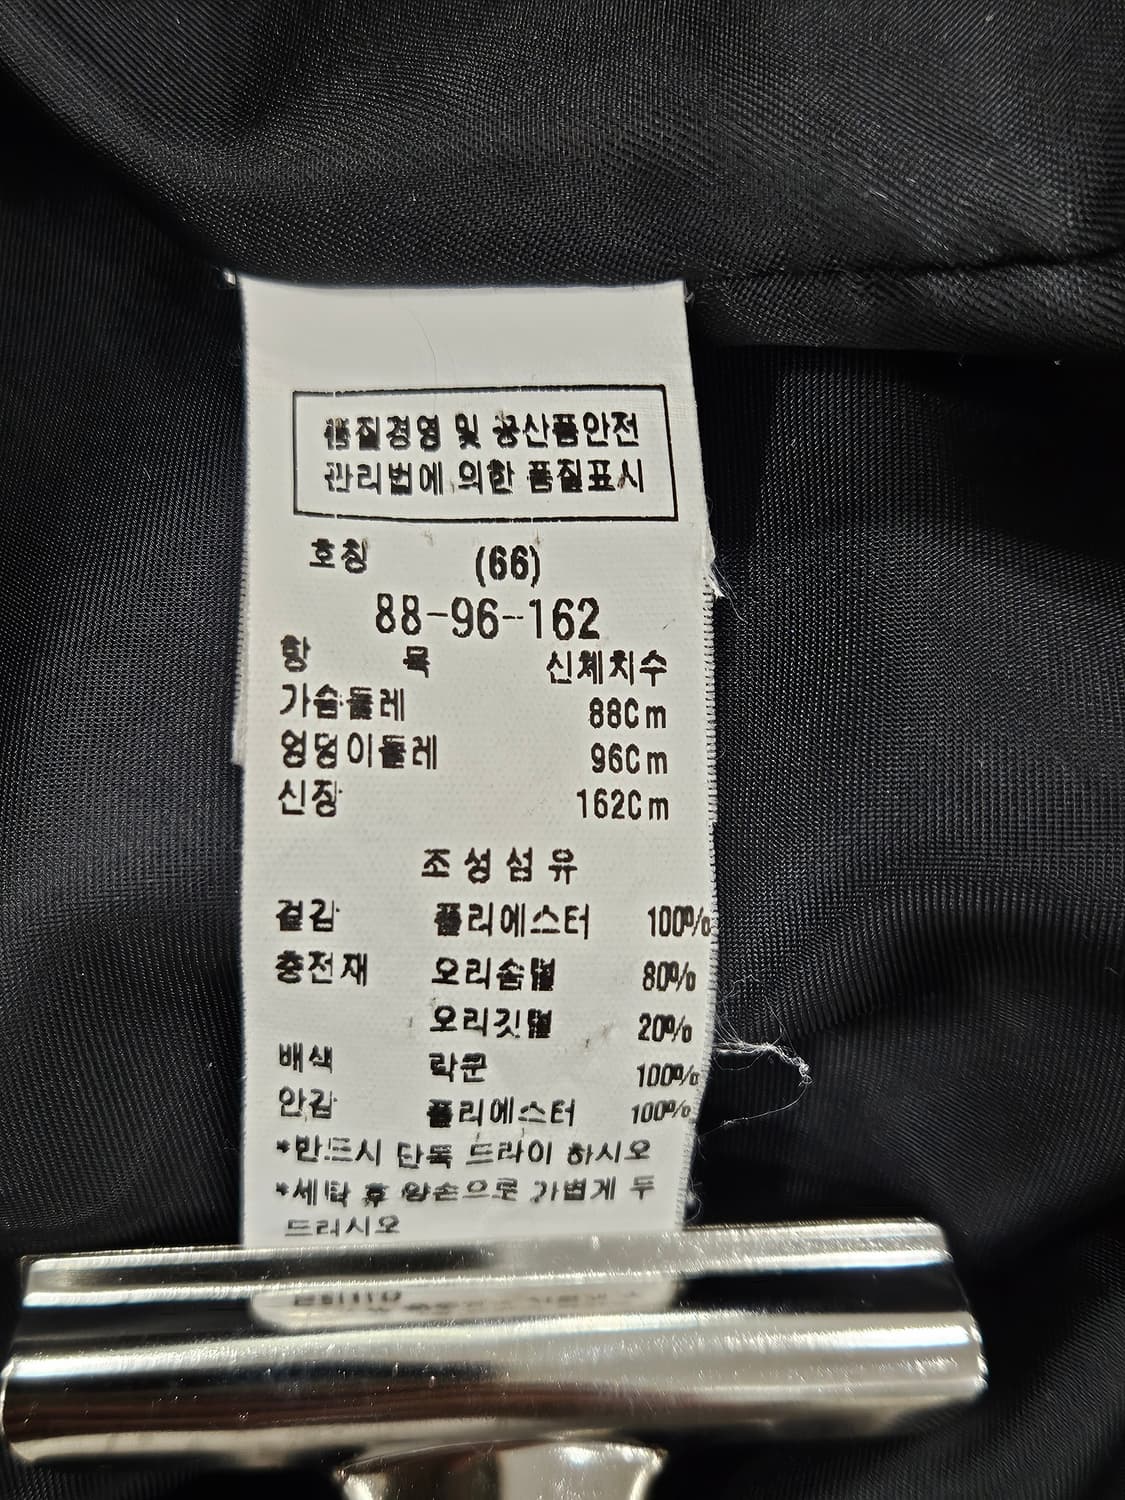 품질경영 및 공산품안전
관리법에 의한 품질표시
호칭 (66)
88-96-162
항 목 신체치수
가슴둘레 88Cm
엉덩이둘레 96Cm
신장 162Cm
조성섬유
겉감 폴리에스터 100%
충전재 오리솜털 80%
오리깃털 20%
배색 락쿤 100%
안감 폴리에스터 100%
*반드시 단독 드라이 하시오
*세탁 후 양손으로 가볍게 두
드리시오